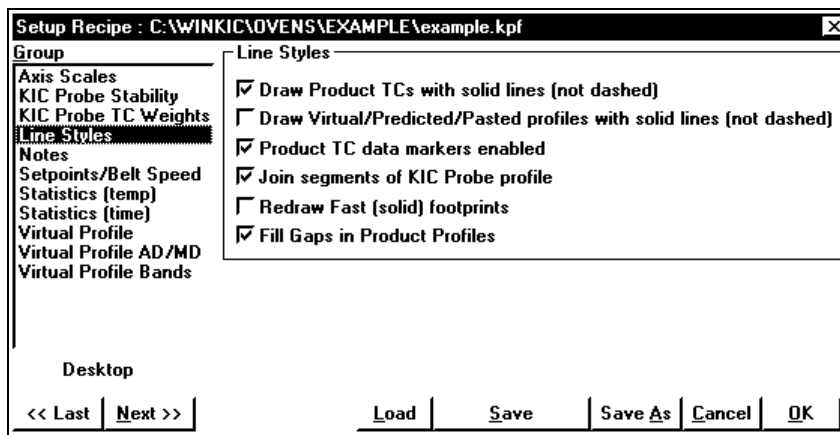 Setup Recipe : C:\WINKIC\OVENS\EXAMPLE\example.kpf
Group
Axis Scales
KIC Probe Stability
KIC Probe TC Weights
Line Styles
Notes
Setpoints/Belt Speed
Statistics (temp)
Statistics (time)
Virtual Profile
Virtual Profile AD/MD
Virtual Profile Bands
Desktop
Line Styles
Draw Product TCs with solid lines (not dashed)
Draw Virtual/Predicted/Pasted profiles with solid lines (not dashed)
Product TC data markers enabled
Join segments of KIC Probe profile
Redraw Fast (solid) footprints
Fill Gaps in Product Profiles
<< Last Next >> Load Save Save As Cancel OK